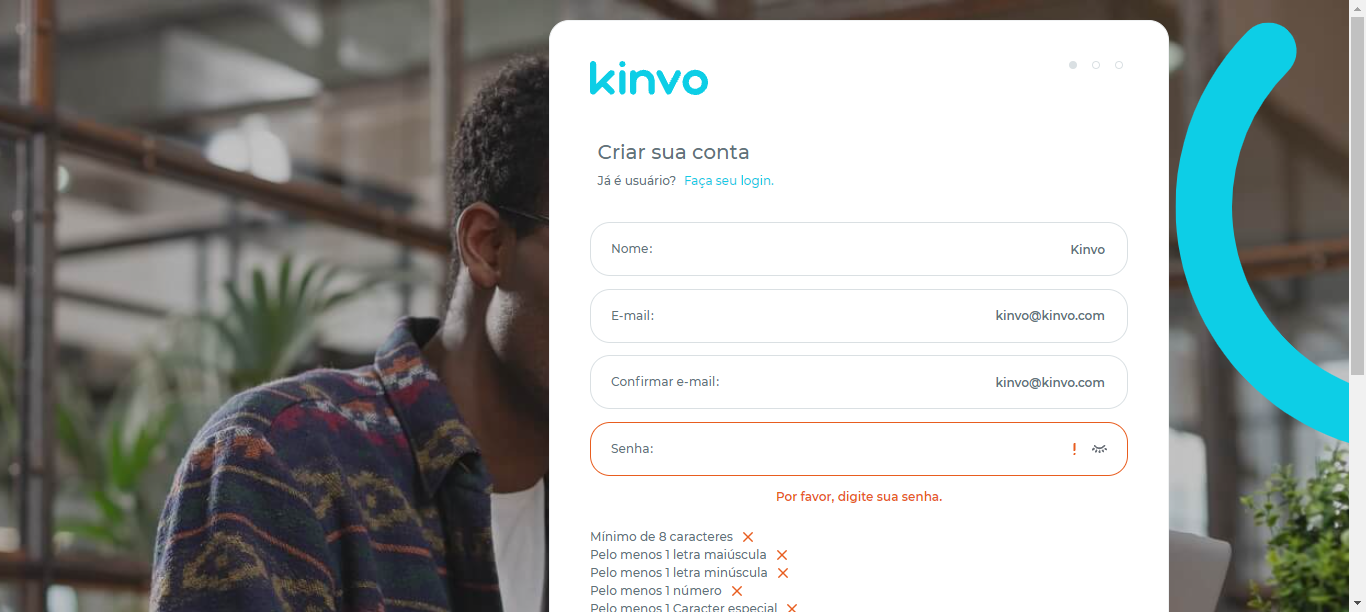 kinvo
Criar sua conta
Já é usuário? Faça seu login.
Nome: Kinvo
E-mail: kinvo@kinvo.com
Confirmar e-mail: kinvo@kinvo.com
Senha: !
Por favor, digite sua senha.
Mínimo de 8 caracteres
Pelo menos 1 letra maiúscula
Pelo menos 1 letra minúscula
Pelo menos 1 número
Pelo menos 1 Caracter especial